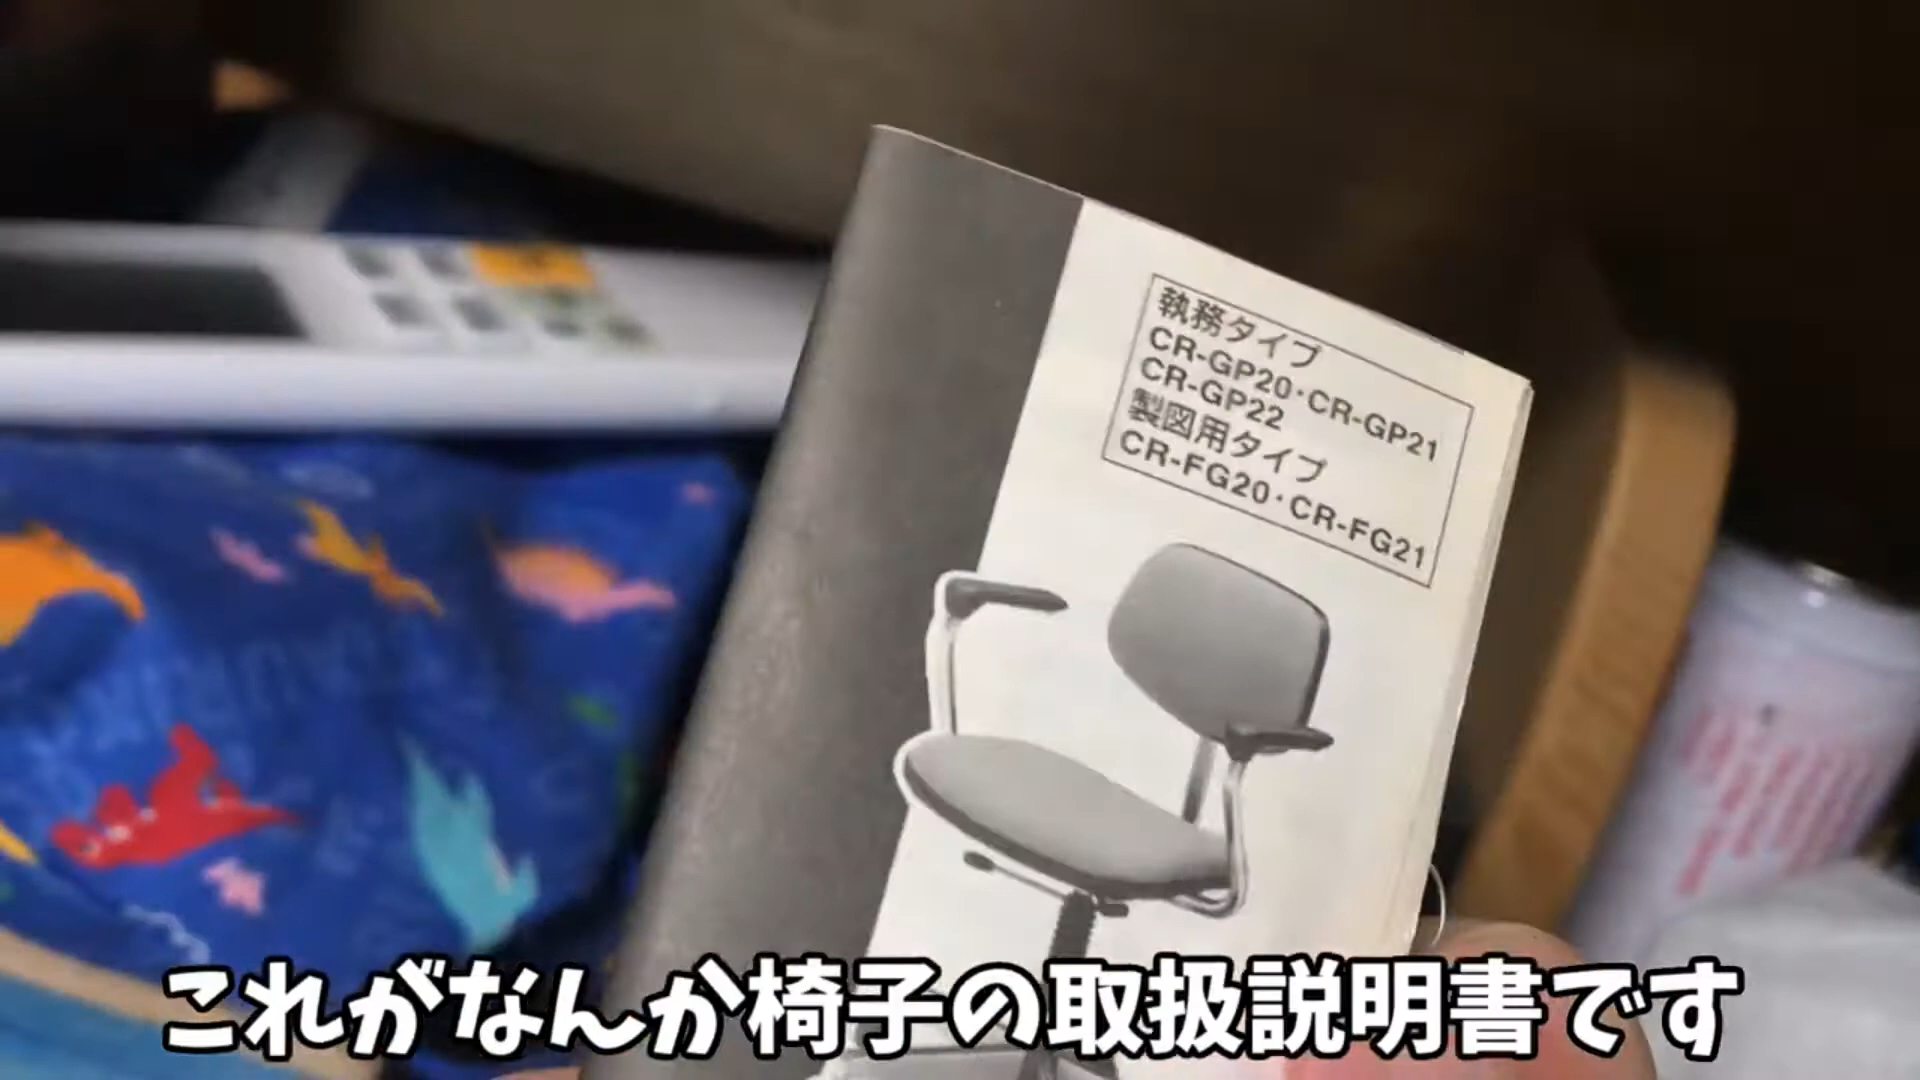 執務タイプ
CR-GP20・CR-GP21
CR-GP22
製図用タイプ
CR-FG20・CR-FG21
これがなんか椅子の取扱説明書です